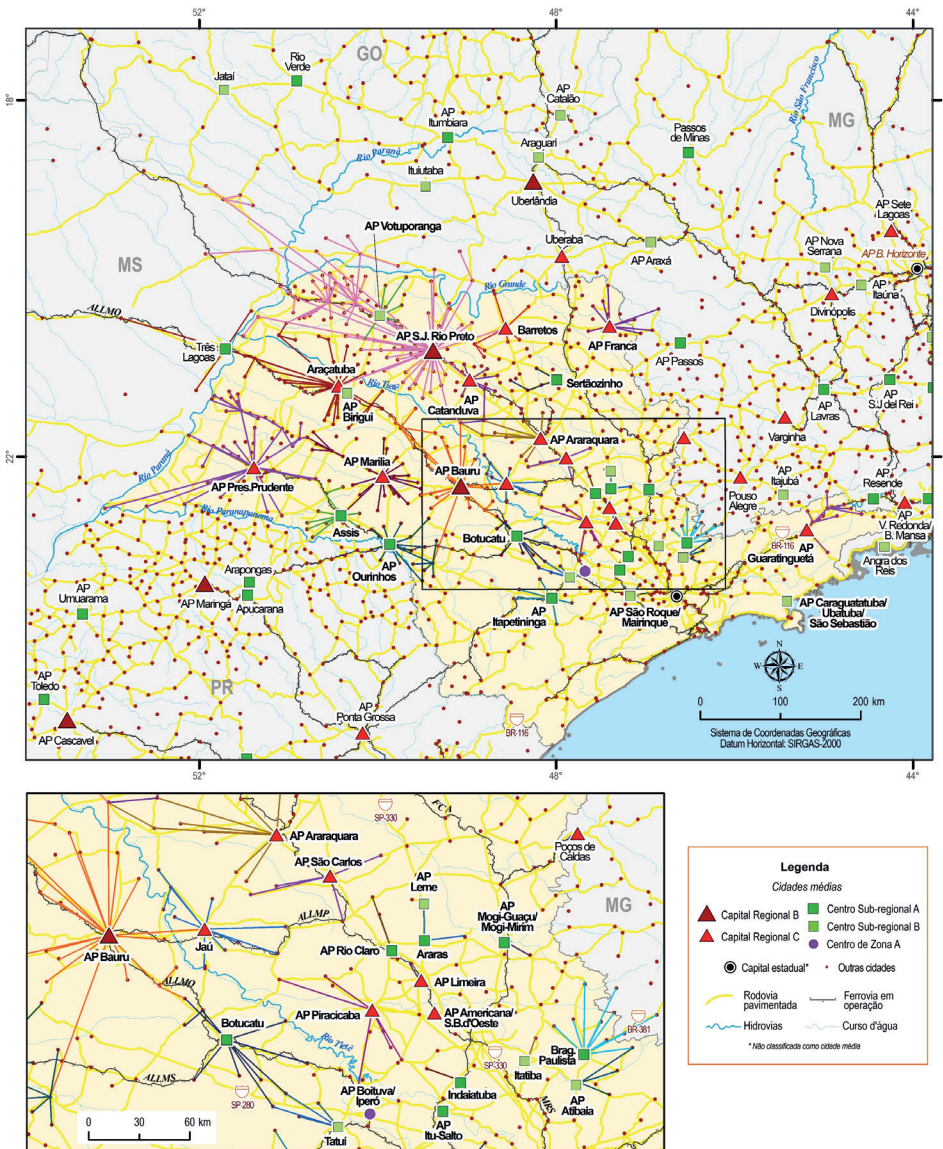 52°
48°
44°
18°
22°
GO
MG
MS
PR
Jataí
Rio
Verde
AP
Itumbiara
AP
Catalão
Araguari
Passos
de Minas
Rio São Francisco
Rio Paraná
Ituiutaba
Uberlândia
AP Sete
Lagoas
AP Votuporanga
Uberaba
AP Araxá
AP Nova
Serrana
AP B. Horizonte
AP
Itaúna
Divinópolis
Rio Grande
ALLMO
AP S.J. Rio Preto
Barretos
AP Franca
AP Passos
Três
Lagoas
Araçatuba
Rio Tietê
AP
Birigui
AP
Catanduva
Sertãozinho
AP
Lavras
AP
S.J del Rei
Varginha
AP Araraquara
Rio Paraná
AP Marilia
AP Bauru
AP Pres.Prudente
Pouso
Alegre
AP
Itajubá
AP
Resende
Rio Paranapanema
Assis
Botucatu
BR-116
AP
Guaratinguetá
AP
V. Redonda/
B. Mansa
Angra dos
Reis
AP
Ourinhos
Arapongas
AP Maringá
Apucarana
AP
Umuarama
AP
Itapetininga
AP São Roque/
Mairinque
AP Caraguatatuba/
Ubatuba/
São Sebastião
N
W
E
S
AP
Toledo
AP Cascavel
AP
Ponta Grossa
BR-116
0 100 200 km
Sistema de Coordenadas Geográficas
Datum Horizontal: SIRGAS-2000
52°
48°
44°
SP-330
FCA
AP Araraquara
AP São Carlos
Poços de
Caldas
AP
Leme
MG
ALLMP
AP
Mogi-Guaçu/
Mogi-Mirim
AP Bauru
Jaú
AP Rio Claro
Araras
ALLMO
AP Limeira
AP Piracicaba
AP Americana/
S.B.d'Oeste
BR-381
Botucatu
Rio Tietê
SP-330
Brag.
Paulista
Itatiba
ALLMS
SP-280
AP Boituva/
Iperó
Indaiatuba
MRS
AP
Atibaia
AP
Itu-Salto
Tatuí
0 30 60 km
Legenda
Cidades médias
Capital Regional B
Centro Sub-regional A
Centro Sub-regional B
Capital Regional C
Centro de Zona A
Capital estadual*
Outras cidades
Rodovia
pavimentada
Ferrovia em
operação
Hidrovias
Curso d'água
* Não classificada como cidade média